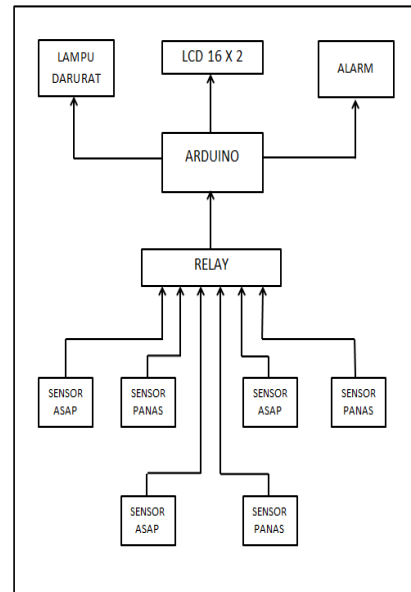 LAMPU
DARURAT
LCD 16 X 2
ALARM
ARDUINO
RELAY
SENSOR
ASAP
SENSOR
PANAS
SENSOR
ASAP
SENSOR
PANAS
SENSOR
ASAP
SENSOR
PANAS